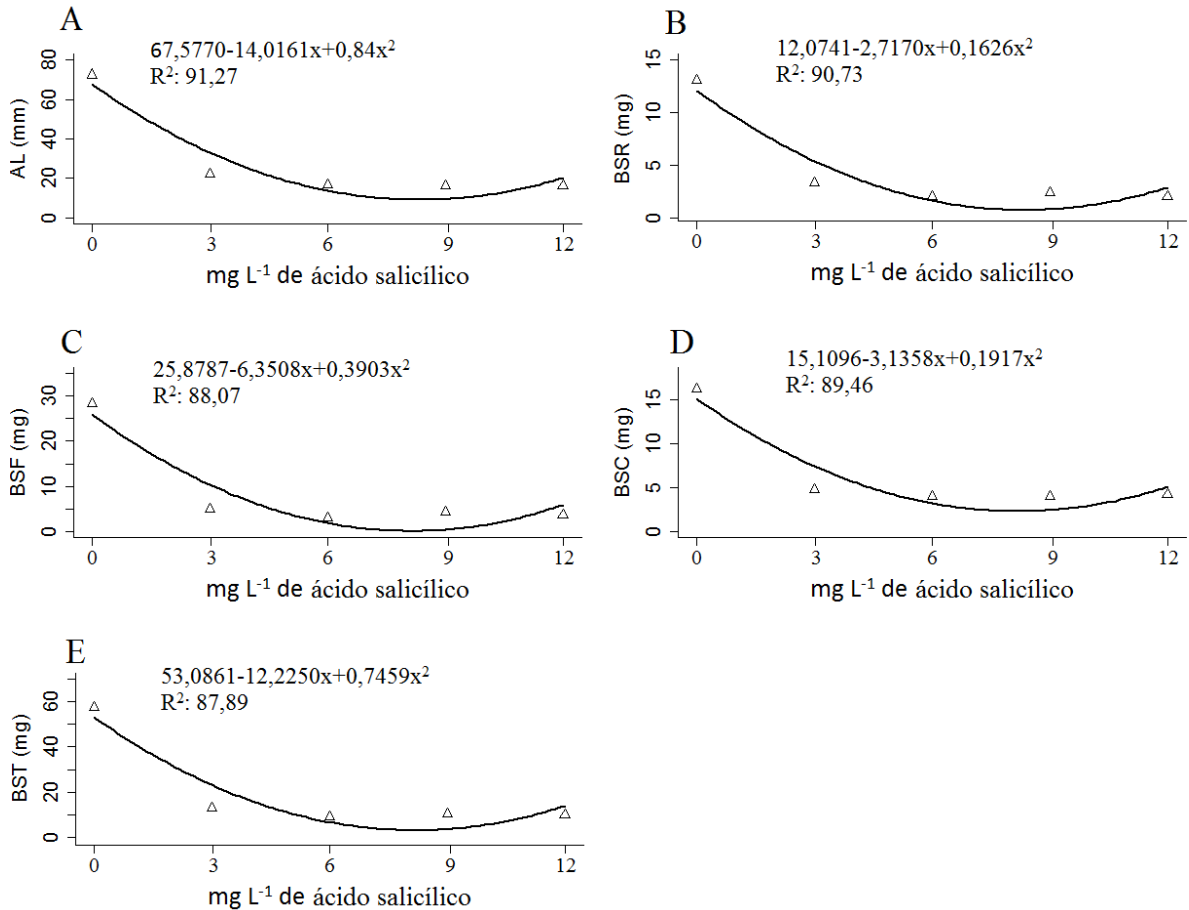 A
67,5770-14,0161x+0,84x²
R²: 91,27
AL (mm)
80
60
40
20
0
0 3 6 9 12
mg L⁻¹ de ácido salicílico
B
12,0741-2,7170x+0,1626x²
R²: 90,73
BSR (mg)
15
10
5
0
0 3 6 9 12
mg L⁻¹ de ácido salicílico
C
25,8787-6,3508x+0,3903x²
R²: 88,07
BSF (mg)
30
20
10
0
0 3 6 9 12
mg L⁻¹ de ácido salicílico
D
15,1096-3,1358x+0,1917x²
R²: 89,46
BSC (mg)
15
10
5
0
0 3 6 9 12
mg L⁻¹ de ácido salicílico
E
53,0861-12,2250x+0,7459x²
R²: 87,89
BST (mg)
60
40
20
0
0 3 6 9 12
mg L⁻¹ de ácido salicílico